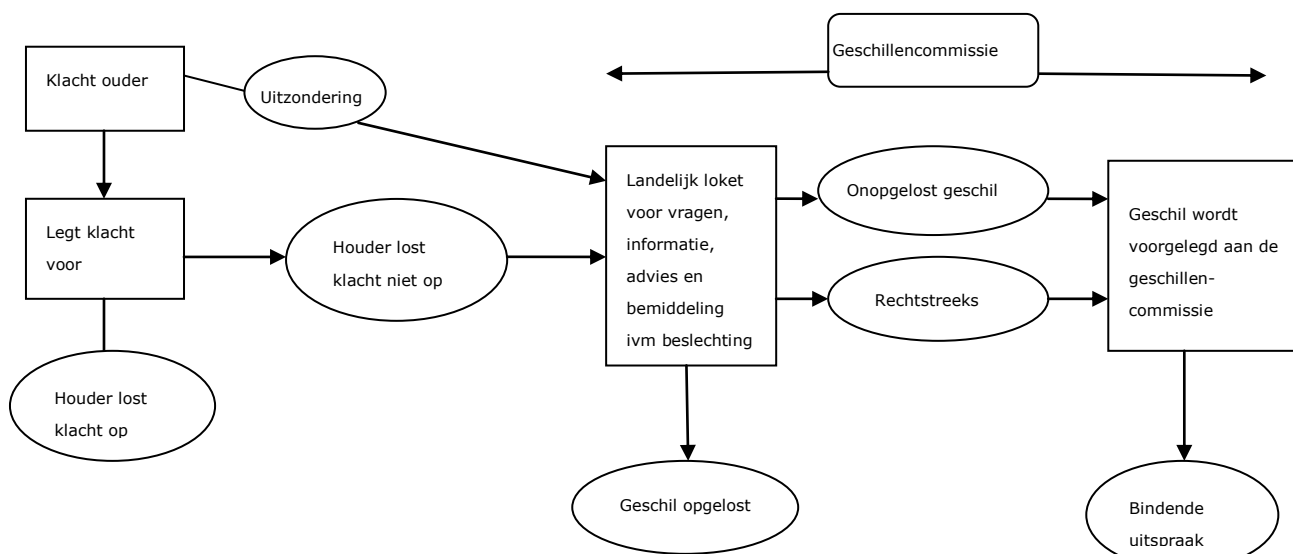 Geschillencommissie
Klacht ouder
Uitzondering
Landelijk loket
voor vragen,
informatie,
advies en
bemiddeling
ivm beslechting
Onopgelost geschil
Geschil wordt
voorgelegd aan de
geschillen-
commissie
Legt klacht
voor
Houder lost
klacht niet op
Rechtstreeks
Houder lost
klacht op
Geschil opgelost
Bindende
uitspraak